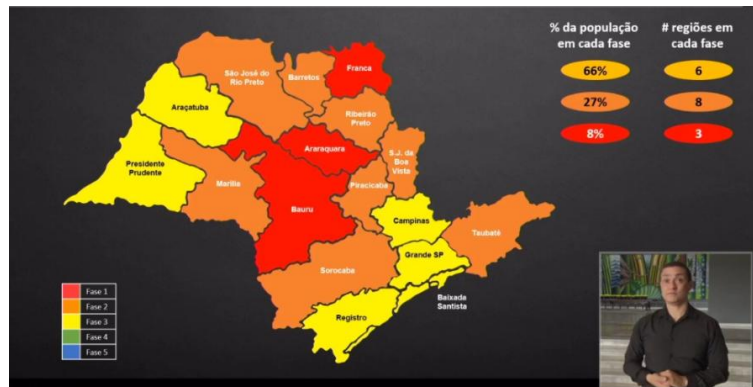 % da população
em cada fase
# regiões em
cada fase
66%
6
27%
8
8%
3
São José do
Rio Preto
Barretos
Franca
Araçatuba
Ribeirão
Preto
Araraquara
S.J. da
Boa
Vista
Presidente
Prudente
Marília
Piracicaba
Bauru
Campinas
Taubaté
Grande SP
Sorocaba
Baixada
Santista
Registro
Fase 1
Fase 2
Fase 3
Fase 4
Fase 5